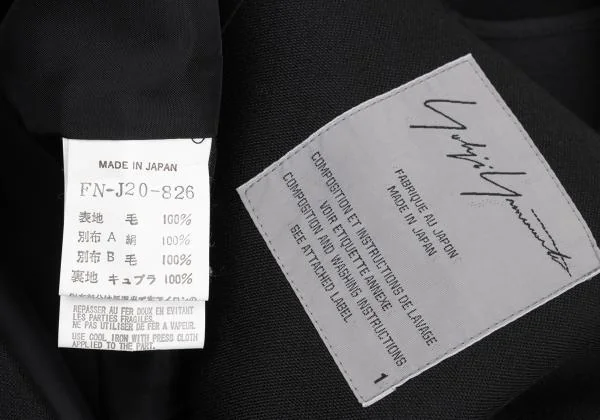 MADE IN JAPAN
FN-J20-826
表地 毛 100%
別布 A 絹 100%
別布 B 毛 100%
裏地 キュプラ 100%
REPASSER AU FER DOUX EN EVITANT
LES PARTIES FRAGILES.
NE PAS UTILISER DE FER A VAPEUR.
USE COOL IRON WITH PRESS CLOTH
APPLIED TO THE PART.
Yohji Yamamoto
FABRIQUE AU JAPON
MADE IN JAPAN
COMPOSITION ET INSTRUCTIONS DE LAVAGE
VOIR ETIQUETTE ANNEXE
COMPOSITION AND WASHING INSTRUCTIONS
SEE ATTACHED LABEL
1